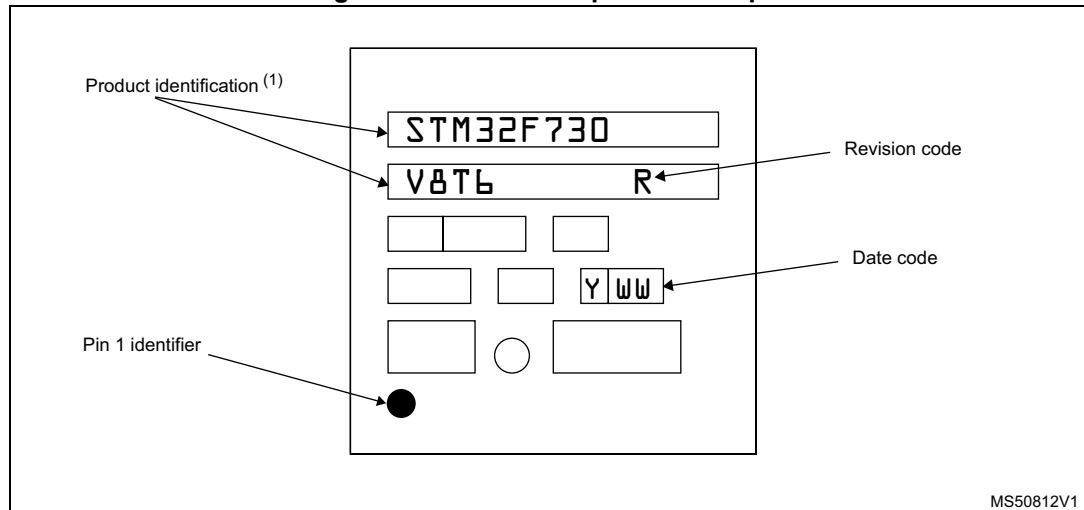 Product identification (1)
STM32F730
Revision code
V8T6 R
Date code
Y WW
Pin 1 identifier
MS50812V1